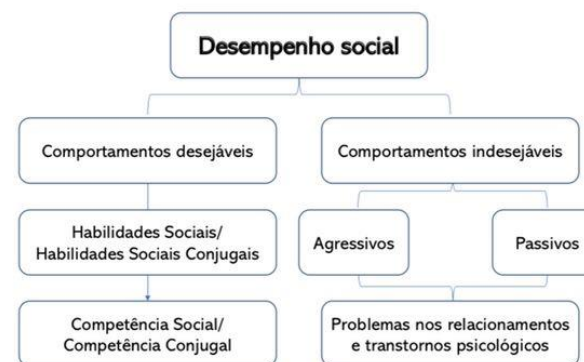 Desempenho social
Comportamentos desejáveis
Comportamentos indesejáveis
Habilidades Sociais/
Habilidades Sociais Conjugais
Agressivos
Passivos
Competência Social/
Competência Conjugal
Problemas nos relacionamentos
e transtornos psicológicos